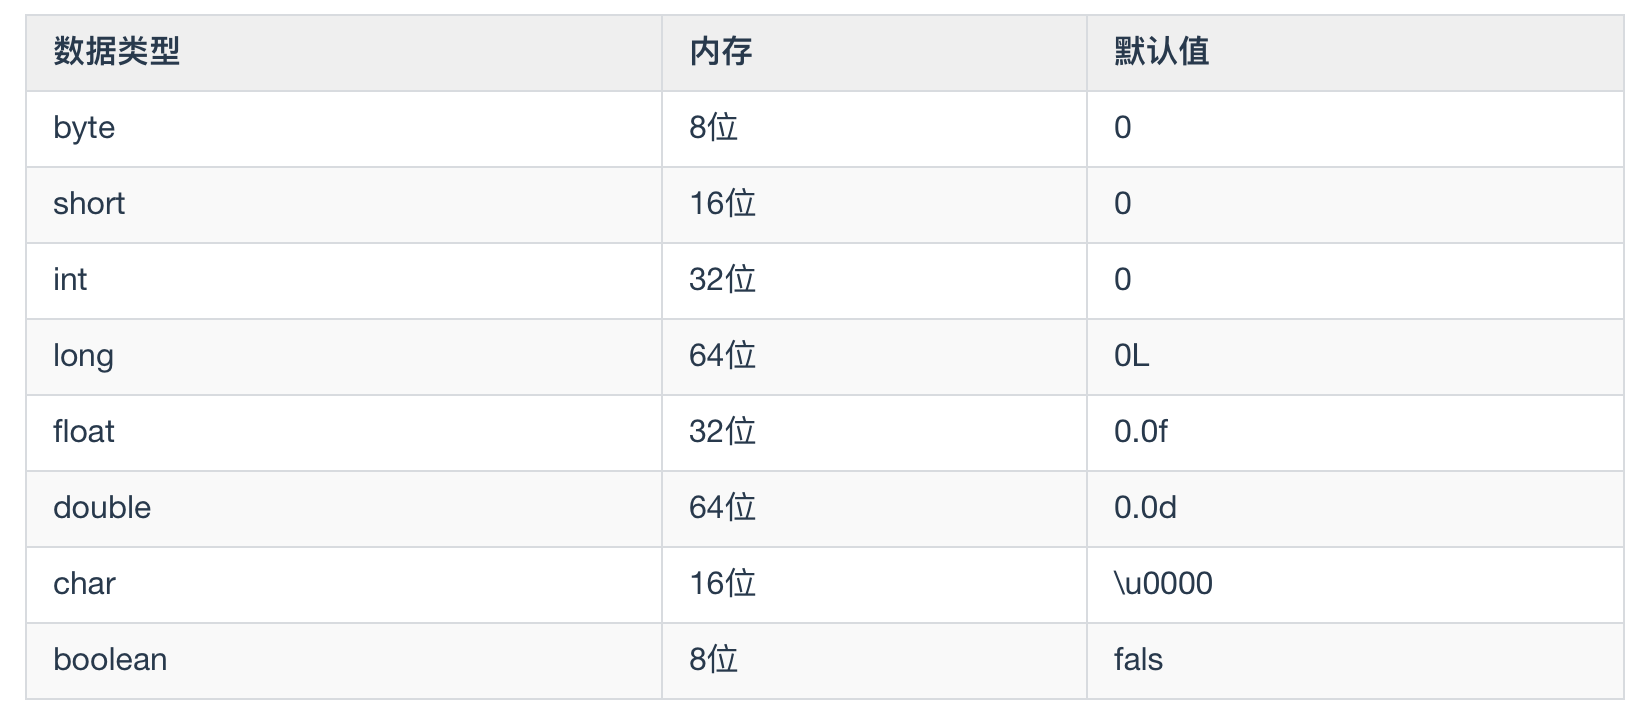 数据类型 内存 默认值
byte 8位 0
short 16位 0
int 32位 0
long 64位 0L
float 32位 0.0f
double 64位 0.0d
char 16位 \u0000
boolean 8位 fals